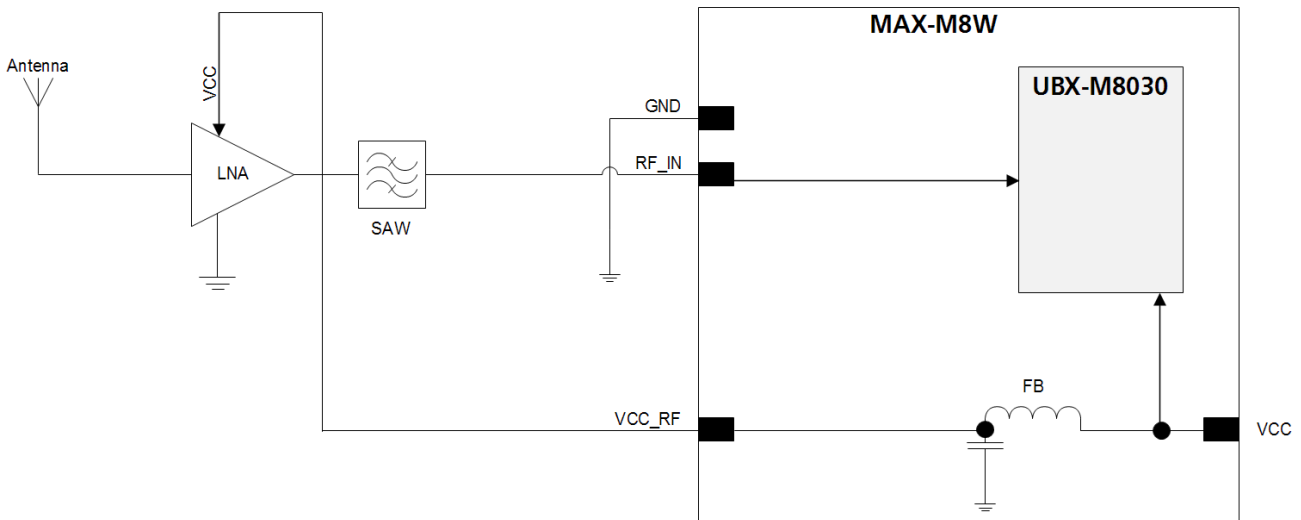 MAX-M8W
Antenna
VCC
UBX-M8030
GND
LNA
RF_IN
SAW
FB
VCC_RF
VCC